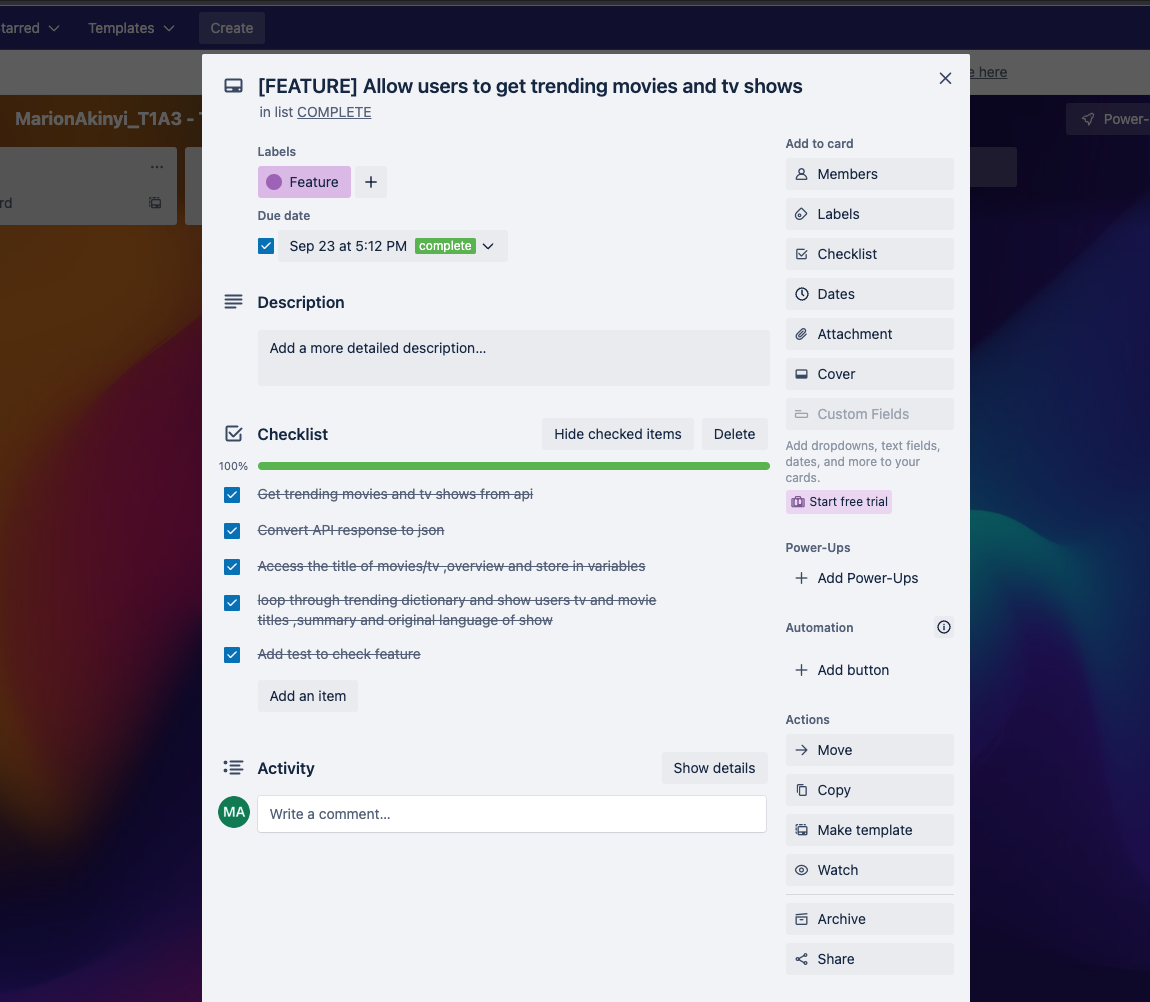 tarred
Templates
Create
e here
MarionAkinyi_T1A3 -
Power-
rd
[FEATURE] Allow users to get trending movies and tv shows
in list COMPLETE
Labels
Feature
Due date
Sep 23 at 5:12 PM complete
Description
Add a more detailed description...
Checklist
Hide checked items
Delete
100%
Get trending movies and tv shows from api
Convert API response to json
Access the title of movies/tv ,overview and store in variables
loop through trending dictionary and show users tv and movie
titles ,summary and original language of show
Add test to check feature
Add an item
Activity
Show details
MA
Write a comment...
Add to card
Members
Labels
Checklist
Dates
Attachment
Cover
Custom Fields
Add dropdowns, text fields,
dates, and more to your
cards.
Start free trial
Power-Ups
Add Power-Ups
Automation
Add button
Actions
Move
Copy
Make template
Watch
Archive
Share